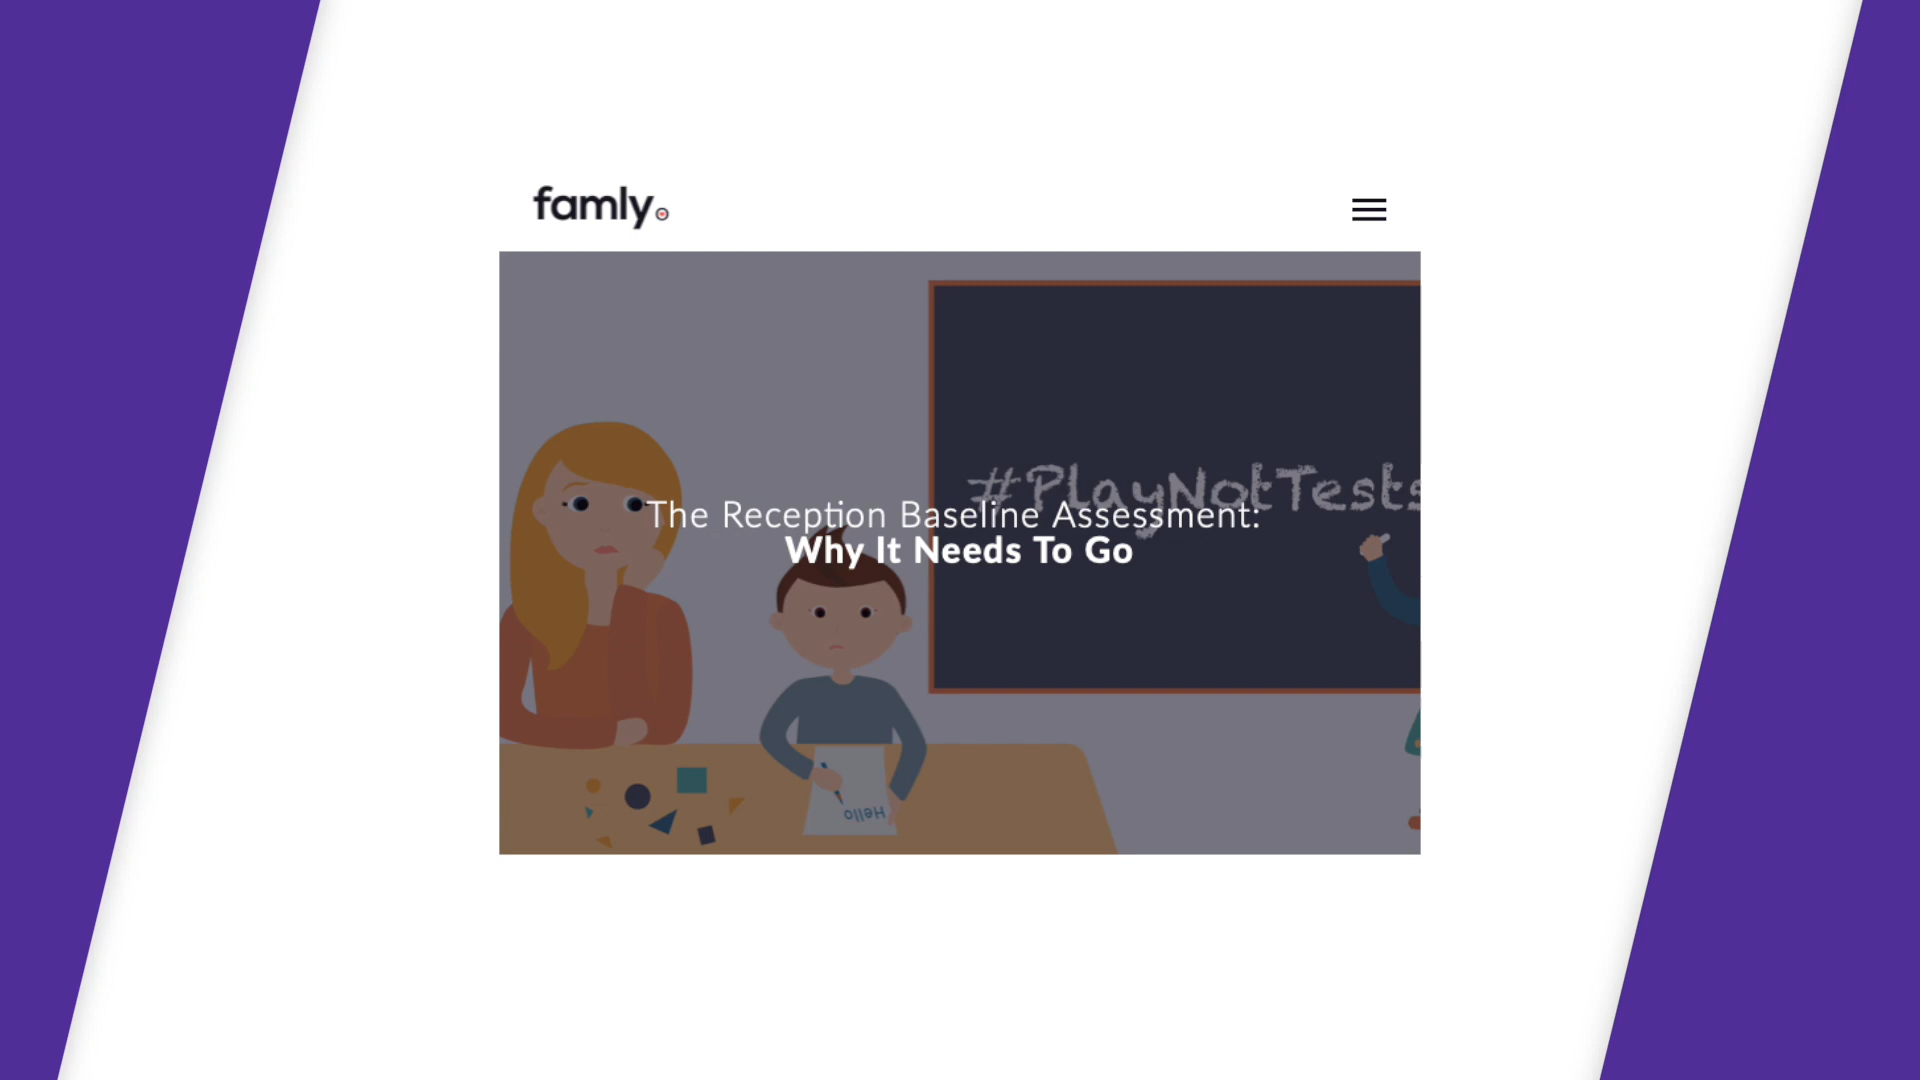 famly
#PlayNotTests
The Reception Baseline Assessment:
Why It Needs To Go
Hello